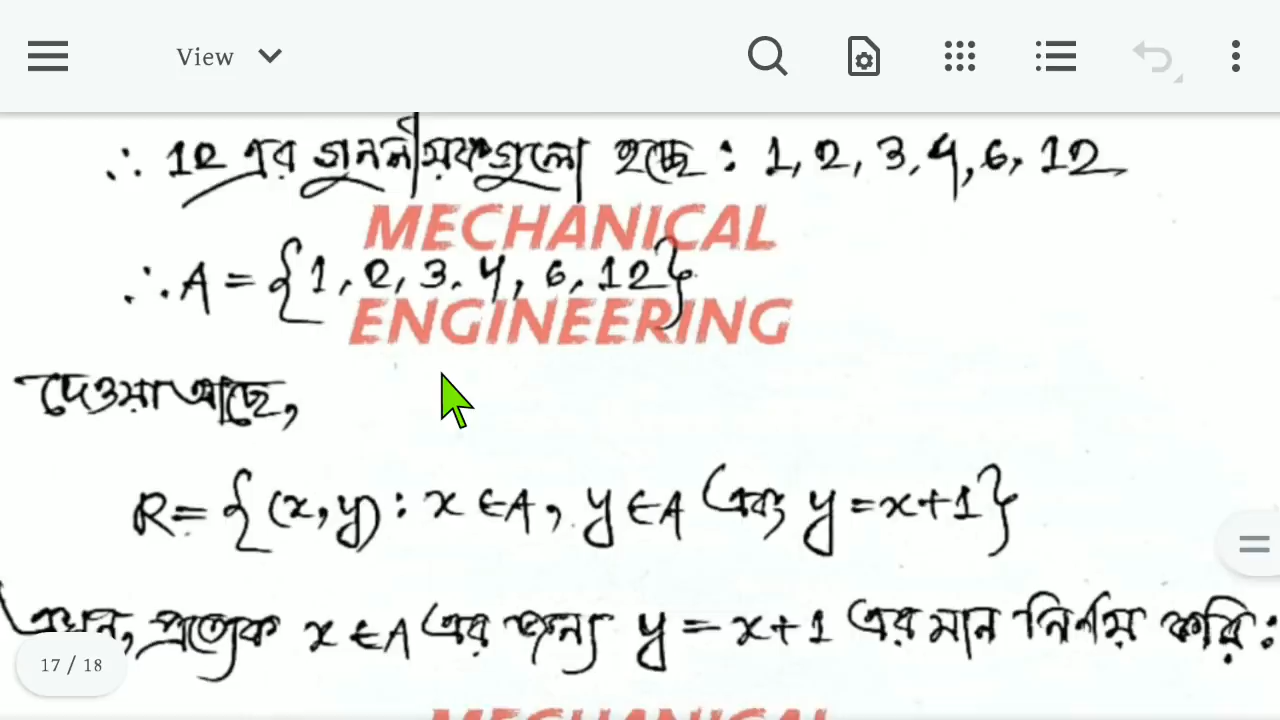 View
∴ 12 এর গুননীয়কগুলো হচ্ছে : 1, 2, 3, 4, 6, 12
MECHANICAL
∴ A = {1, 2, 3, 4, 6, 12}
ENGINEERING
দেওয়া আছে,
R = {(x, y) : x ∈ A, y ∈ A এবং y = x+1}
এখন, প্রত্যেক x ∈ A এর জন্য y = x+1 এর মান নির্ণয় করি :
17 / 18
MECHANICAL